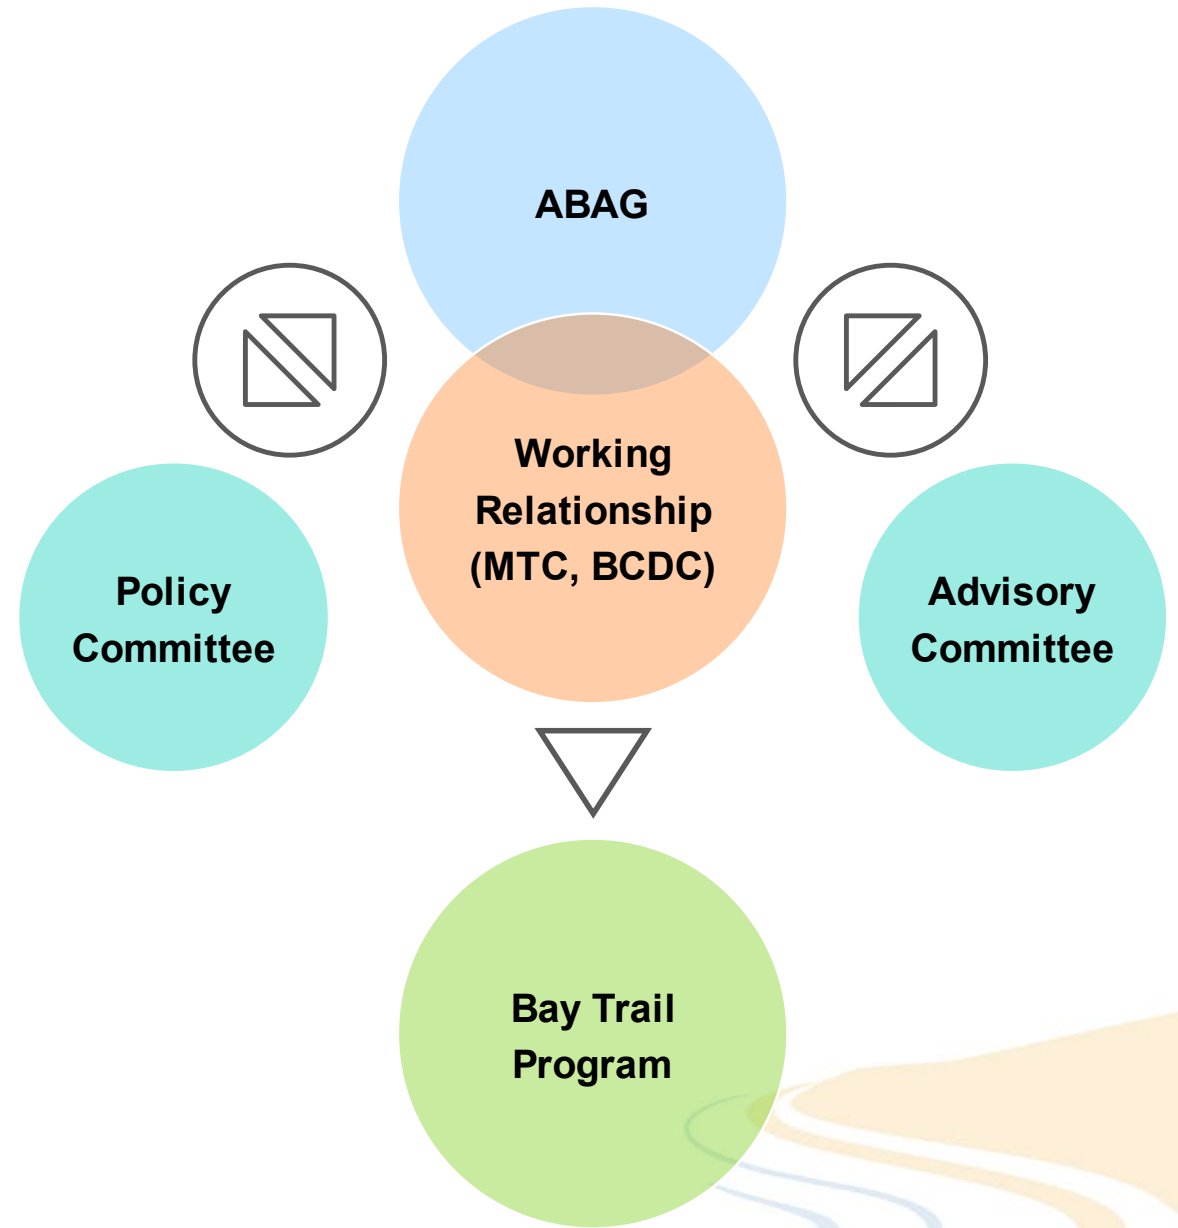 ABAG
Working
Relationship
(MTC, BCDC)
Policy
Committee
Advisory
Committee
Bay Trail
Program